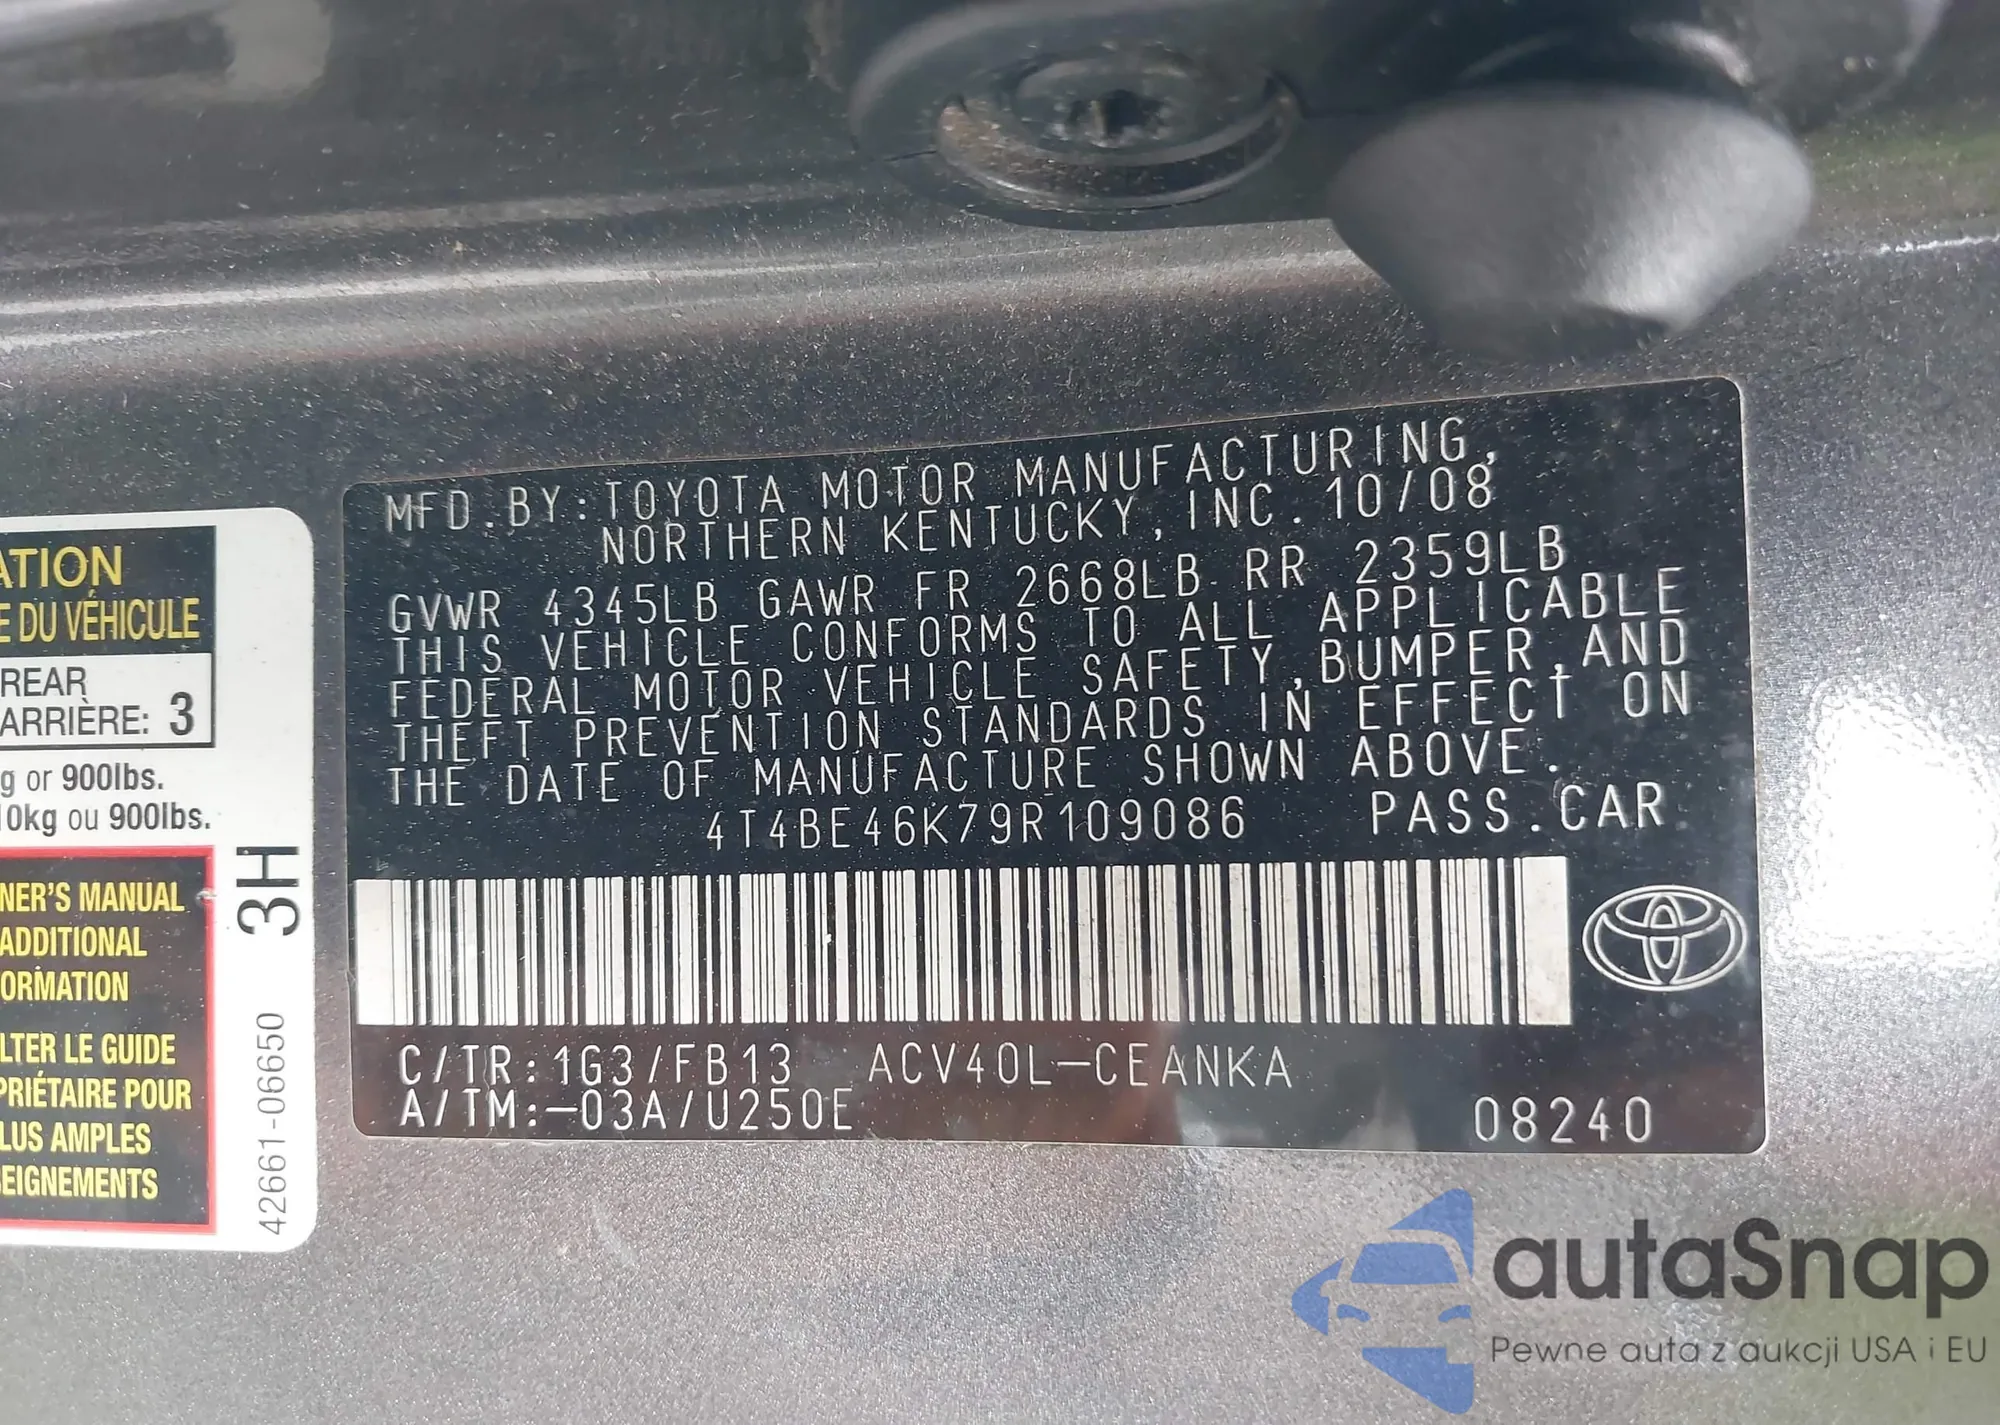 ATION
E DU VÉHICULE
REAR
ARRIÈRE: 3
g or 900lbs.
0kg ou 900lbs.
NER'S MANUAL
ADDITIONAL
ORMATION
LTER LE GUIDE
PRIÉTAIRE POUR
LUS AMPLES
SEIGNEMENTS
3H
42661-06650
MFD.BY:TOYOTA MOTOR MANUFACTURING,
NORTHERN KENTUCKY,INC. 10/08
GVWR 4345LB GAWR FR 2668LB RR 2359LB
THIS VEHICLE CONFORMS TO ALL APPLICABLE
FEDERAL MOTOR VEHICLE SAFETY,BUMPER,AND
THEFT PREVENTION STANDARDS IN EFFECT ON
THE DATE OF MANUFACTURE SHOWN ABOVE.
4T4BE46K79R109086 PASS.CAR
C/TR:1G3/FB13 ACV40L-CEANKA
A/TM:-03A/U250E 08240
autaSnap
Pewne auta z aukcji USA i EU